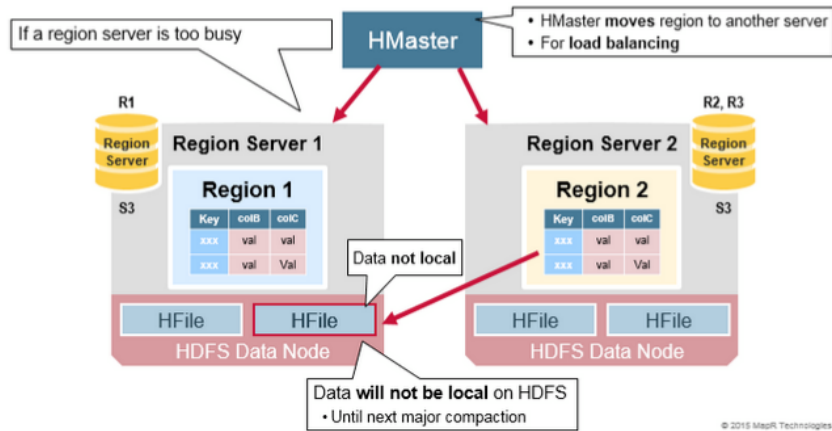 If a region server is too busy
HMaster
• HMaster moves region to another server
• For load balancing
R1
Region
Server
S3
Region Server 1
Region 1
Key colB colC
xxx val val
xxx val Val
R2, R3
Region
Server
S3
Region Server 2
Region 2
Key colB colC
xxx val val
xxx val Val
Data not local
HFile HFile
HDFS Data Node
HFile HFile
HDFS Data Node
Data will not be local on HDFS
• Until next major compaction
© 2015 MapR Technologies